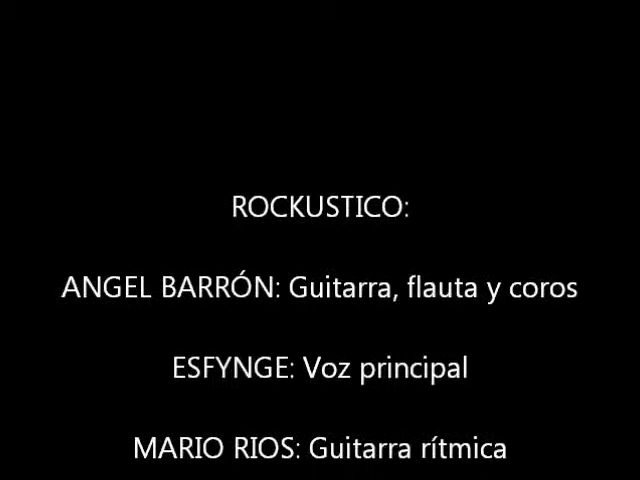 ROCKUSTICO:
ANGEL BARRÓN: Guitarra, flauta y coros
ESFYNGE: Voz principal
MARIO RIOS: Guitarra rítmica